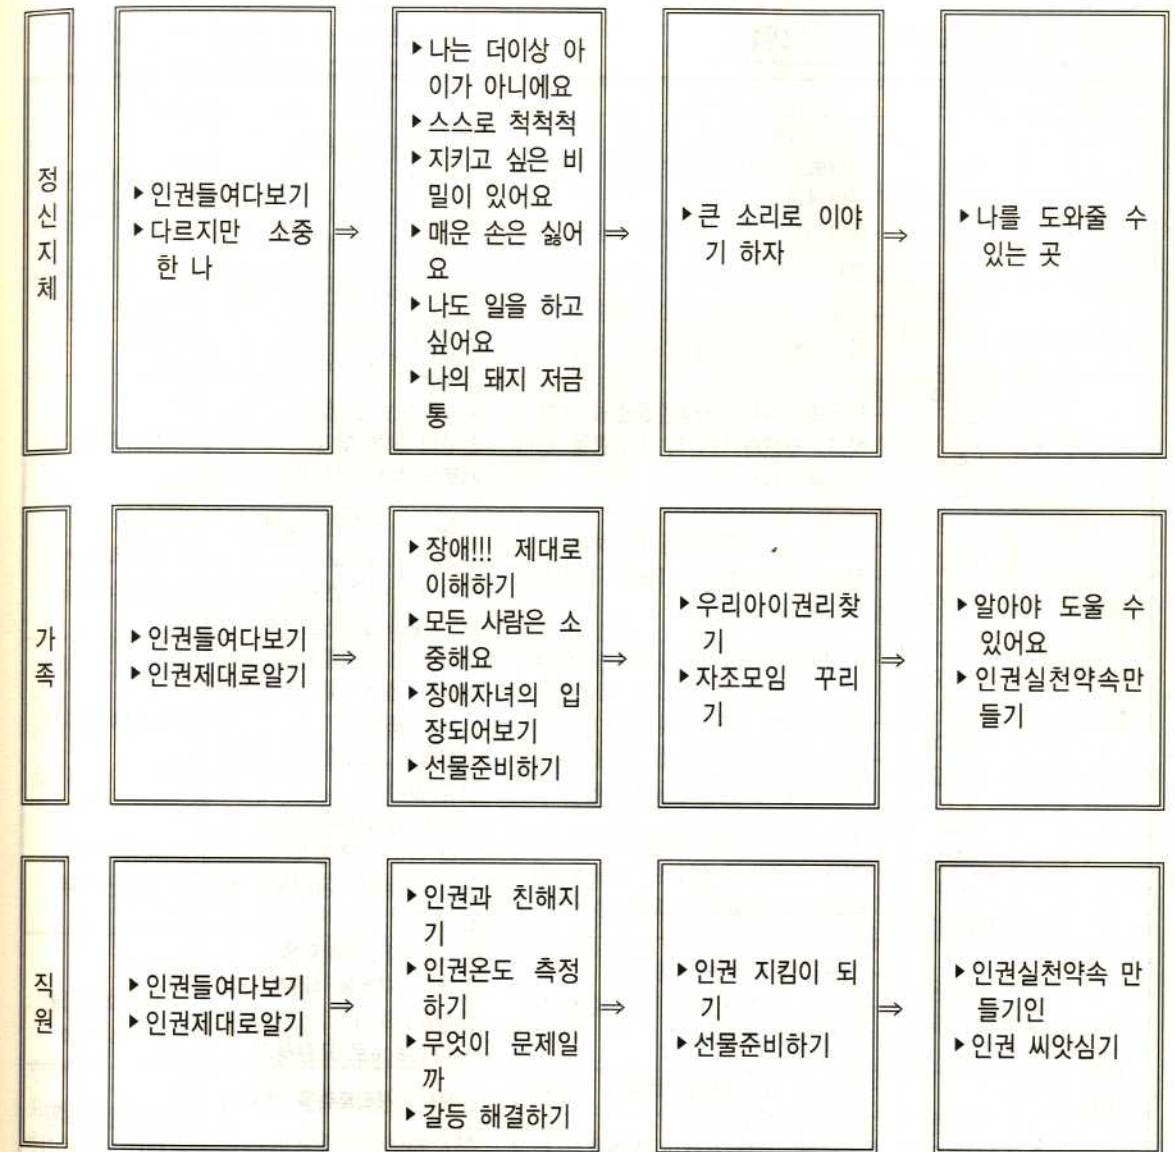 정
신
지
체
▶인권들여다보기
▶다르지만 소중
한 나
⇒
▶나는 더이상 아
이가 아니에요
▶스스로 척척척
▶지키고 싶은 비
밀이 있어요
▶매운 손은 싫어
요
▶나도 일을 하고
싶어요
▶나의 돼지 저금
통
⇒
▶큰 소리로 이야
기 하자
⇒
▶나를 도와줄 수
있는 곳
가
족
▶인권들여다보기
▶인권제대로알기
⇒
▶장애!!! 제대로
이해하기
▶모든 사람은 소
중해요
▶장애자녀의 입
장되어보기
▶선물준비하기
⇒
▶우리아이권리찾
기
▶자조모임 꾸리
기
⇒
▶알아야 도울 수
있어요
▶인권실천약속만
들기
직
원
▶인권들여다보기
▶인권제대로알기
⇒
▶인권과 친해지
기
▶인권온도 측정
하기
▶무엇이 문제일
까
▶갈등 해결하기
⇒
▶인권 지킴이 되
기
▶선물준비하기
⇒
▶인권실천약속 만
들기인
▶인권 씨앗심기